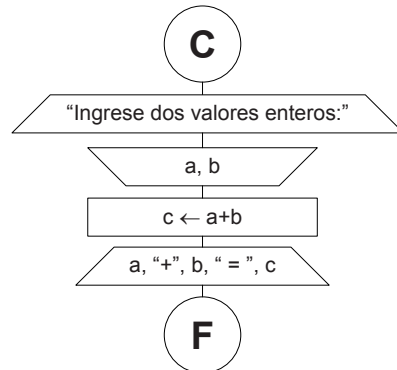 C
“Ingrese dos valores enteros:”
a, b
c ← a+b
a, “+”, b, “ = ”, c
F